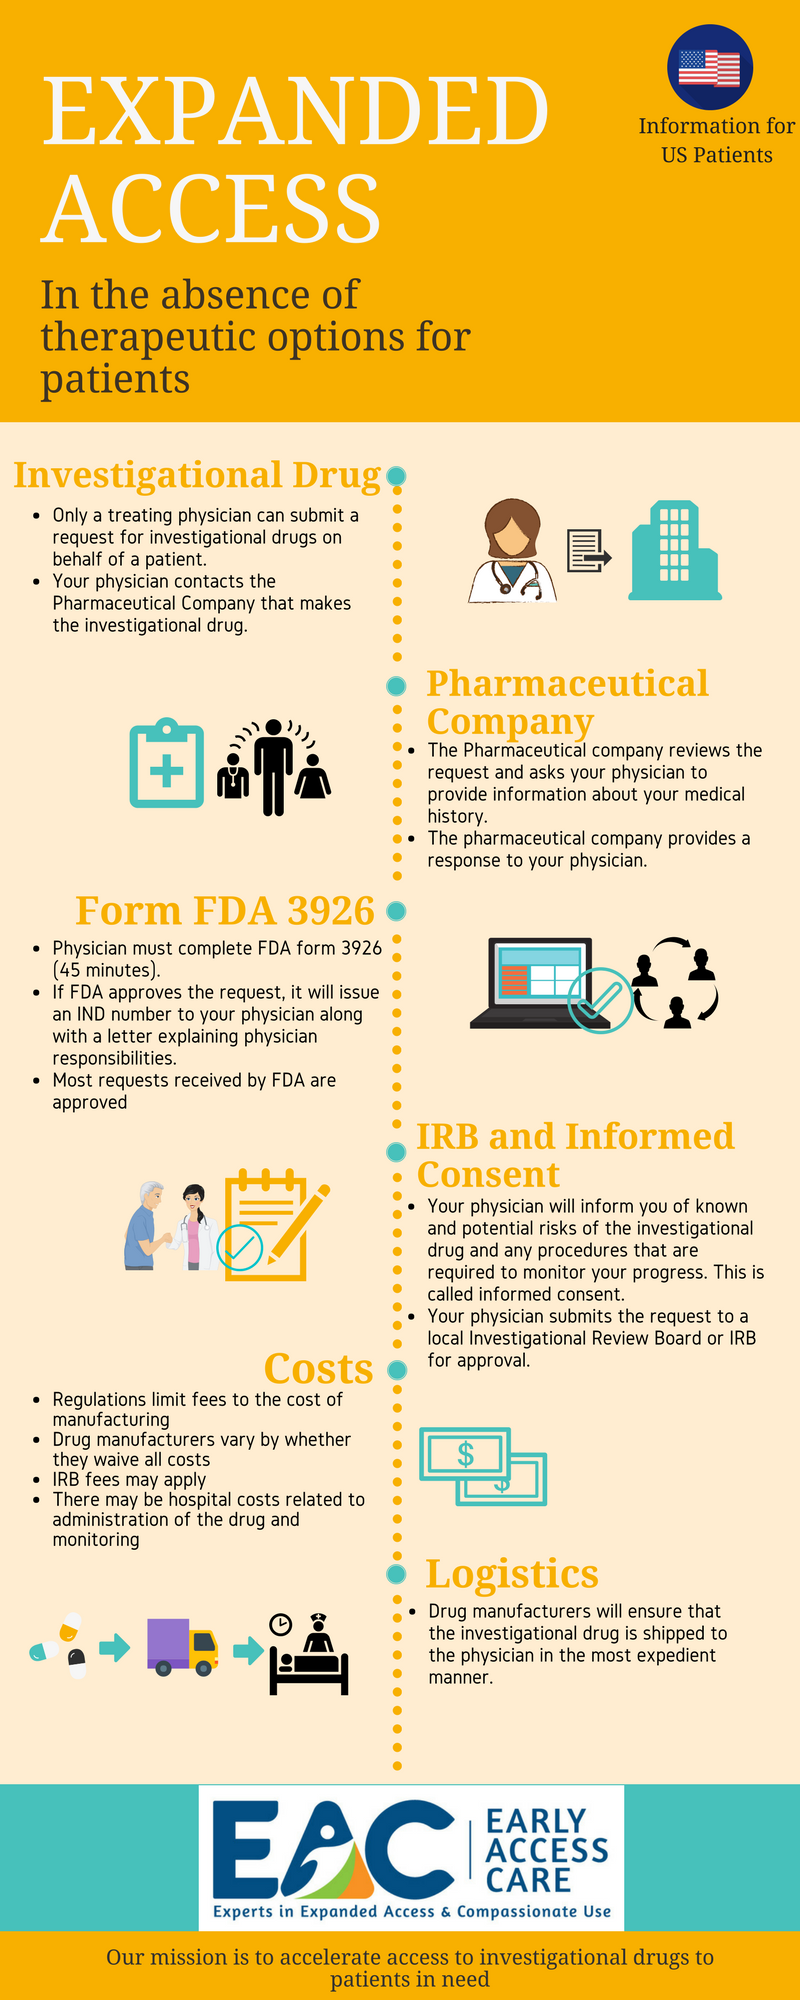 EXPANDED
ACCESS
Information for
US Patients
In the absence of
therapeutic options for
patients
Investigational Drug
• Only a treating physician can submit a
request for investigational drugs on
behalf of a patient.
• Your physician contacts the
Pharmaceutical Company that makes
the investigational drug.
Pharmaceutical
Company
• The Pharmaceutical company reviews the
request and asks your physician to
provide information about your medical
history.
• The pharmaceutical company provides a
response to your physician.
Form FDA 3926
• Physician must complete FDA form 3926
(45 minutes).
• If FDA approves the request, it will issue
an IND number to your physician along
with a letter explaining physician
responsibilities.
• Most requests received by FDA are
approved
IRB and Informed
Consent
• Your physician will inform you of known
and potential risks of the investigational
drug and any procedures that are
required to monitor your progress. This is
called informed consent.
• Your physician submits the request to a
local Investigational Review Board or IRB
for approval.
Costs
• Regulations limit fees to the cost of
manufacturing
• Drug manufacturers vary by whether
they waive all costs
• IRB fees may apply
• There may be hospital costs related to
administration of the drug and
monitoring
$
$
Logistics
• Drug manufacturers will ensure that
the investigational drug is shipped to
the physician in the most expedient
manner.
EAC
EARLY
ACCESS
CARE
Experts in Expanded Access & Compassionate Use
Our mission is to accelerate access to investigational drugs to
patients in need